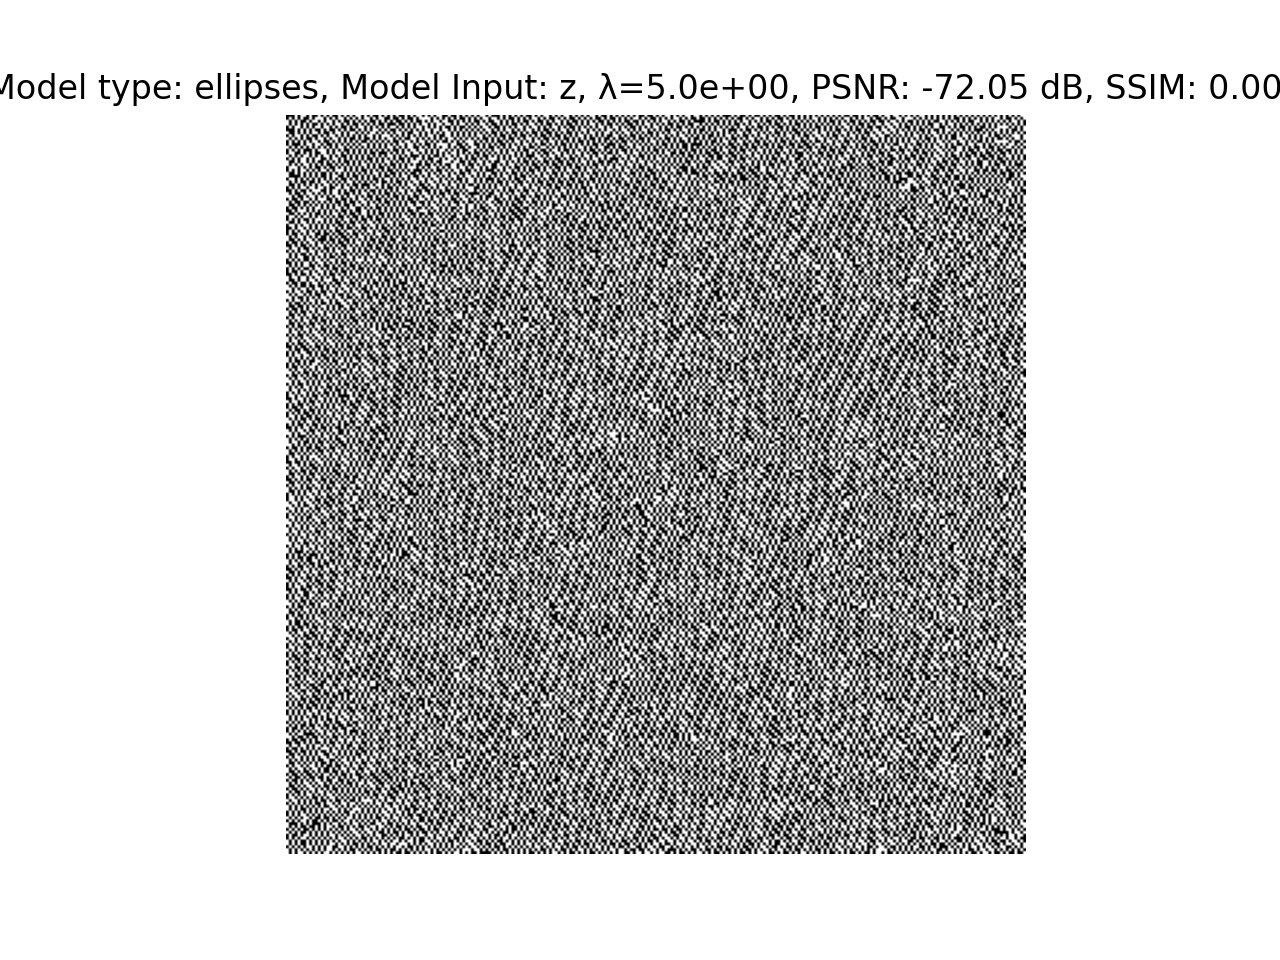 Model type: ellipses, Model Input: z, λ=5.0e+00, PSNR: -72.05 dB, SSIM: 0.00